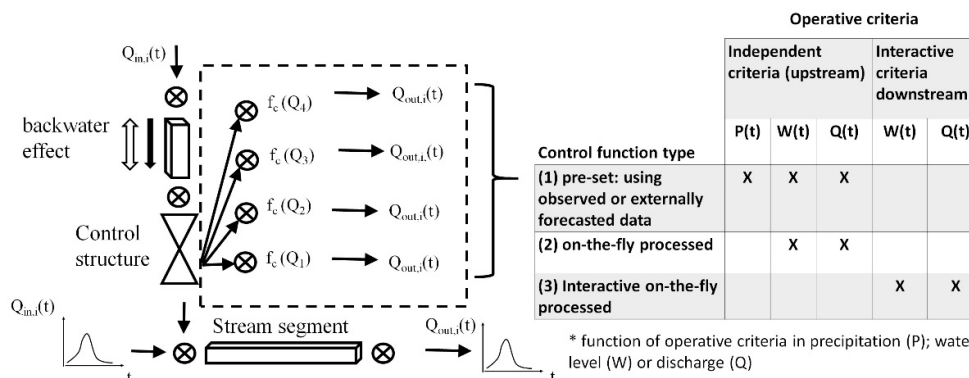 Q_in,i(t)
backwater
effect
Control
structure
f_c(Q_4)
Q_out,i(t)
f_c(Q_3)
Q_out,i(t)
f_c(Q_2)
Q_out,i(t)
f_c(Q_1)
Q_out,i(t)
Q_in,i(t)
t
Stream segment
Q_out,i(t)
t
Operative criteria
Independent
criteria (upstream)
Interactive
criteria
downstream
P(t) W(t) Q(t) W(t) Q(t)
Control function type
(1) pre-set: using X X X
observed or externally
forecasted data
(2) on-the-fly processed X X
(3) Interactive on-the-fly X X
processed
* function of operative criteria in precipitation (P); wate
level (W) or discharge (Q)